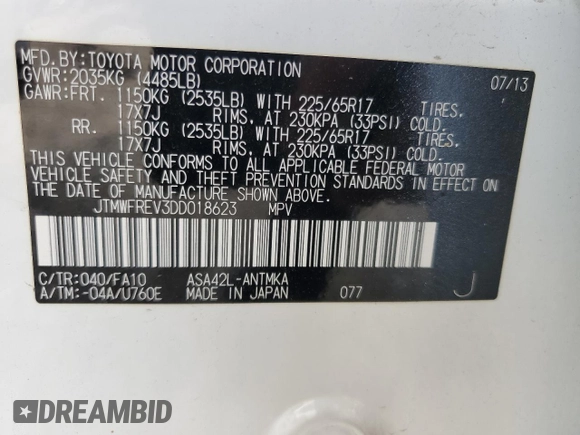 MFD.BY:TOYOTA MOTOR CORPORATION 07/13
GVWR:2035KG (4485LB)
GAWR:FRT. 1150KG (2535LB) WITH 225/65R17 TIRES,
17X7J RIMS, AT 230KPA (33PSI) COLD.
RR. 1150KG (2535LB) WITH 225/65R17 TIRES,
17X7J RIMS, AT 230KPA (33PSI) COLD.
THIS VEHICLE CONFORMS TO ALL APPLICABLE FEDERAL MOTOR
VEHICLE SAFETY AND THEFT PREVENTION STANDARDS IN EFFECT ON
THE DATE OF MANUFACTURE SHOWN ABOVE.
JTMWFREV3DD018623 MPV
C/TR:040/FA10 ASA42L-ANTMKA
A/TM:-04A/U760E MADE IN JAPAN 077 J
DREAMBID